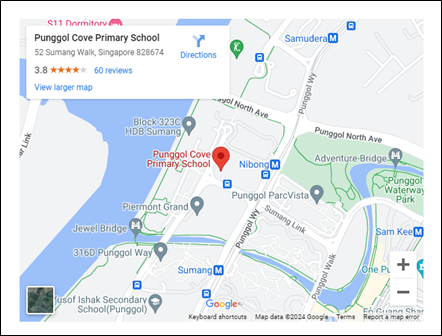 S11 Dormitory
Punggol Cove Primary School
52 Sumang Walk, Singapore 828674
3.8
60 reviews
View larger map
Directions
Samudera
Punggol Wy
Punggol North Ave
Punggol North Ave
Block 323C
HDB Sumang
Punggol Cove
Primary School
Nibong
Adventure-Bridge
Punggol
Waterway
Park
Punggol ParcVista
Piermont Grand
Sumang Link
Punggol Wy
Jewel Bridge
Sam Kee
316D Punggol Way
Punggol Walk
Sumang
One Pu
Fo Guang Shan
ar Link
usof Ishak Secondary
School(Punggol)
+
−
Google
Keyboard shortcuts
Map data ©2024 Google
Terms
Report a map error